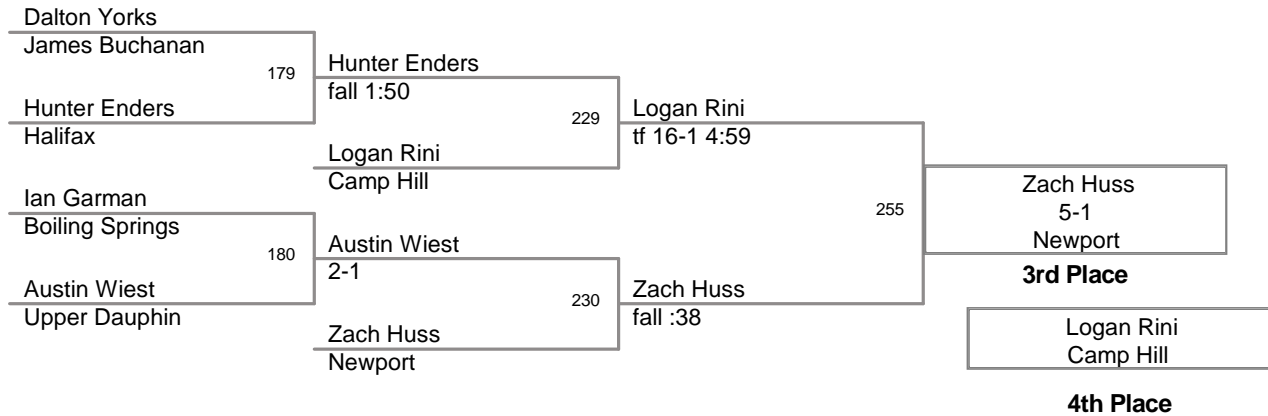 Dalton Yorks
James Buchanan
179
Hunter Enders
fall 1:50
Hunter Enders
Halifax
229
Logan Rini
tf 16-1 4:59
Logan Rini
Camp Hill
Ian Garman
Boiling Springs
255
Zach Huss
5-1
Newport
3rd Place
180
Austin Wiest
2-1
Austin Wiest
Upper Dauphin
230
Zach Huss
fall :38
Zach Huss
Newport
Logan Rini
Camp Hill
4th Place